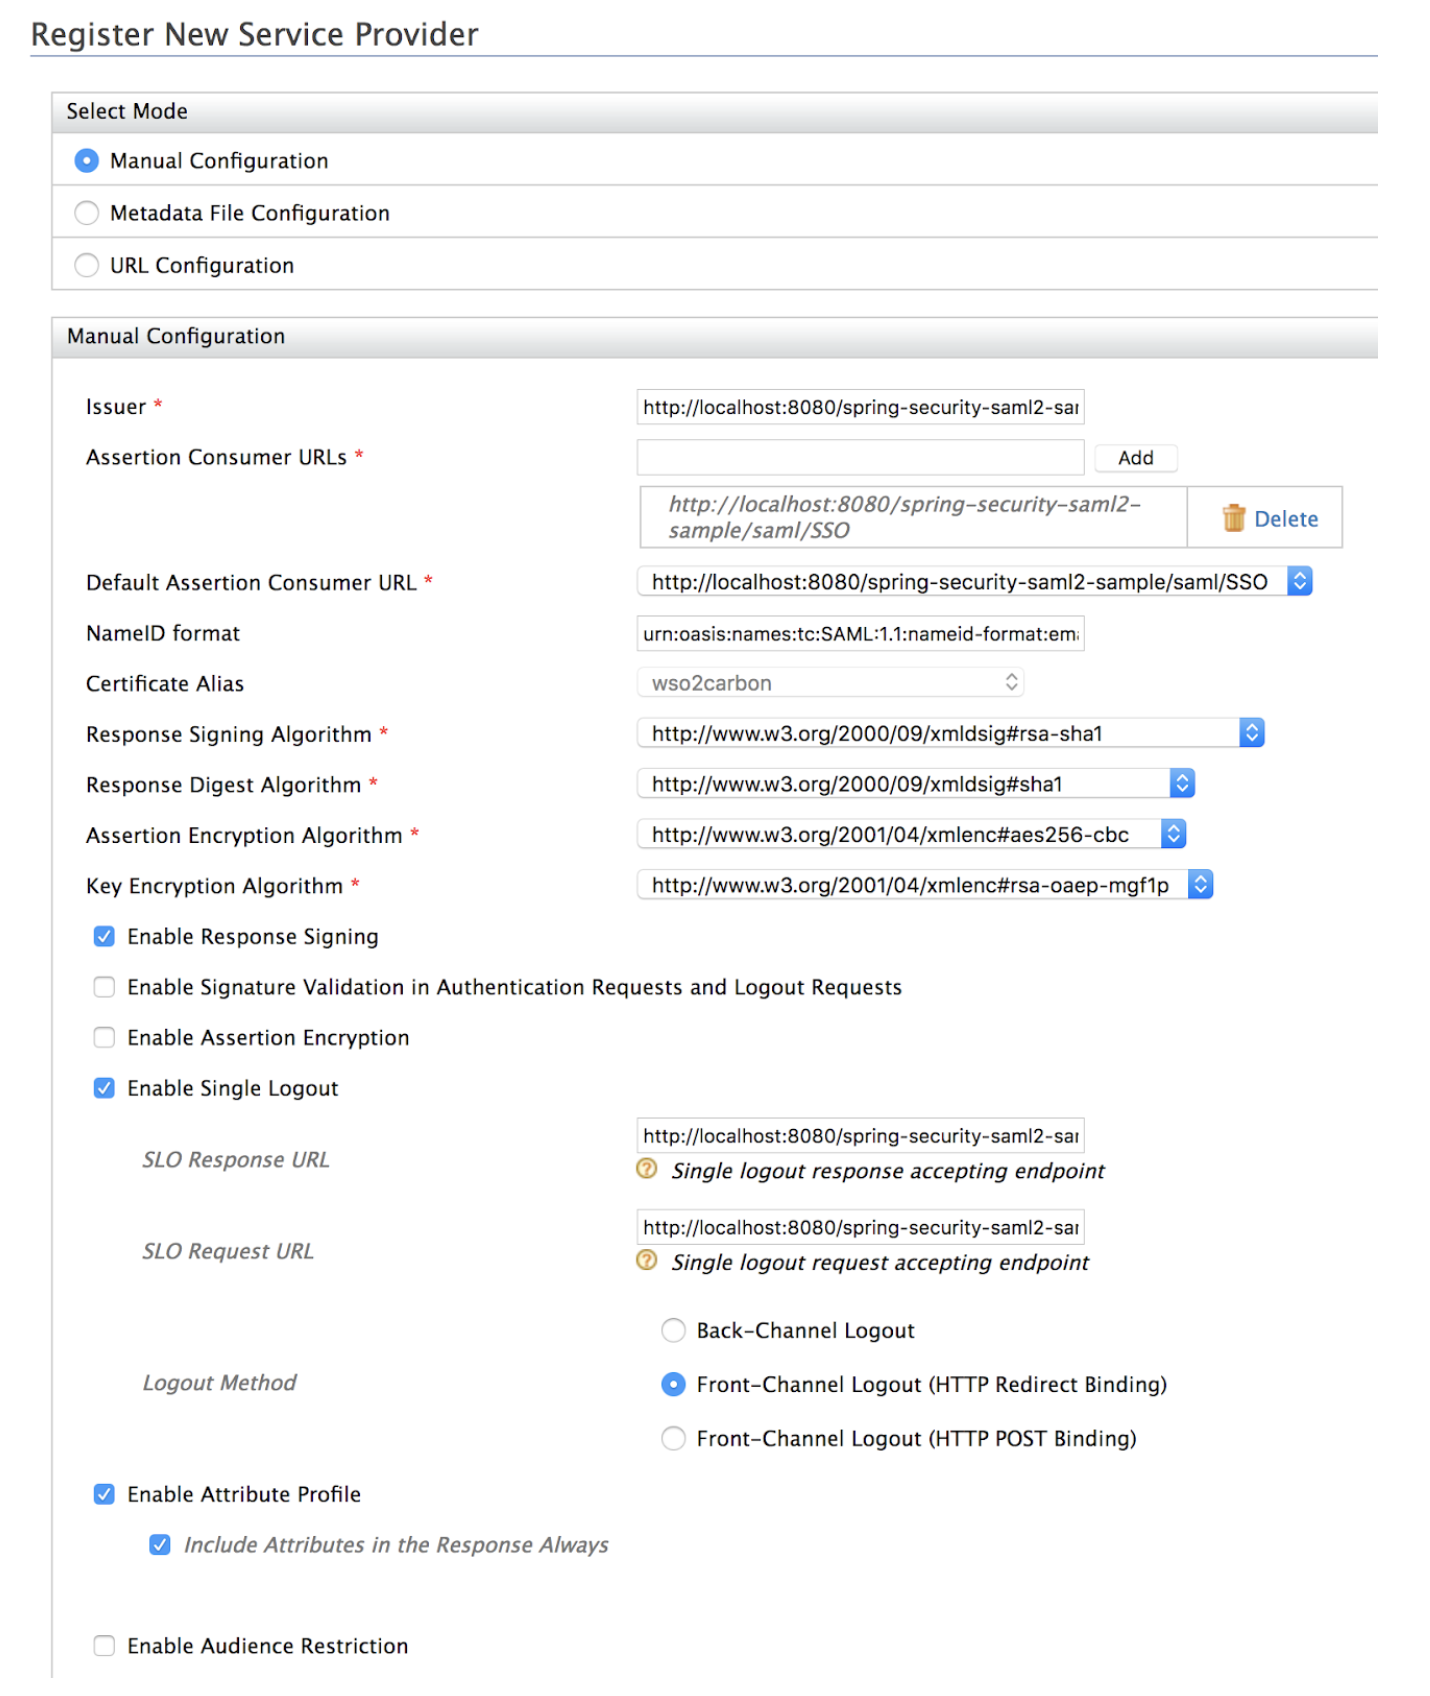 Register New Service Provider
Select Mode
Manual Configuration
Metadata File Configuration
URL Configuration
Manual Configuration
Issuer *
http://localhost:8080/spring-security-saml2-sa
Assertion Consumer URLs *
Add
http://localhost:8080/spring-security-saml2-
sample/saml/SSO
Delete
Default Assertion Consumer URL *
http://localhost:8080/spring-security-saml2-sample/saml/SSO
NameID format
urn:oasis:names:tc:SAML:1.1:nameid-format:em
Certificate Alias
wso2carbon
Response Signing Algorithm *
http://www.w3.org/2000/09/xmldsig#rsa-sha1
Response Digest Algorithm *
http://www.w3.org/2000/09/xmldsig#sha1
Assertion Encryption Algorithm *
http://www.w3.org/2001/04/xmlenc#aes256-cbc
Key Encryption Algorithm *
http://www.w3.org/2001/04/xmlenc#rsa-oaep-mgf1p
Enable Response Signing
Enable Signature Validation in Authentication Requests and Logout Requests
Enable Assertion Encryption
Enable Single Logout
SLO Response URL
http://localhost:8080/spring-security-saml2-sa
? Single logout response accepting endpoint
SLO Request URL
http://localhost:8080/spring-security-saml2-sa
? Single logout request accepting endpoint
Logout Method
Back-Channel Logout
Front-Channel Logout (HTTP Redirect Binding)
Front-Channel Logout (HTTP POST Binding)
Enable Attribute Profile
Include Attributes in the Response Always
Enable Audience Restriction